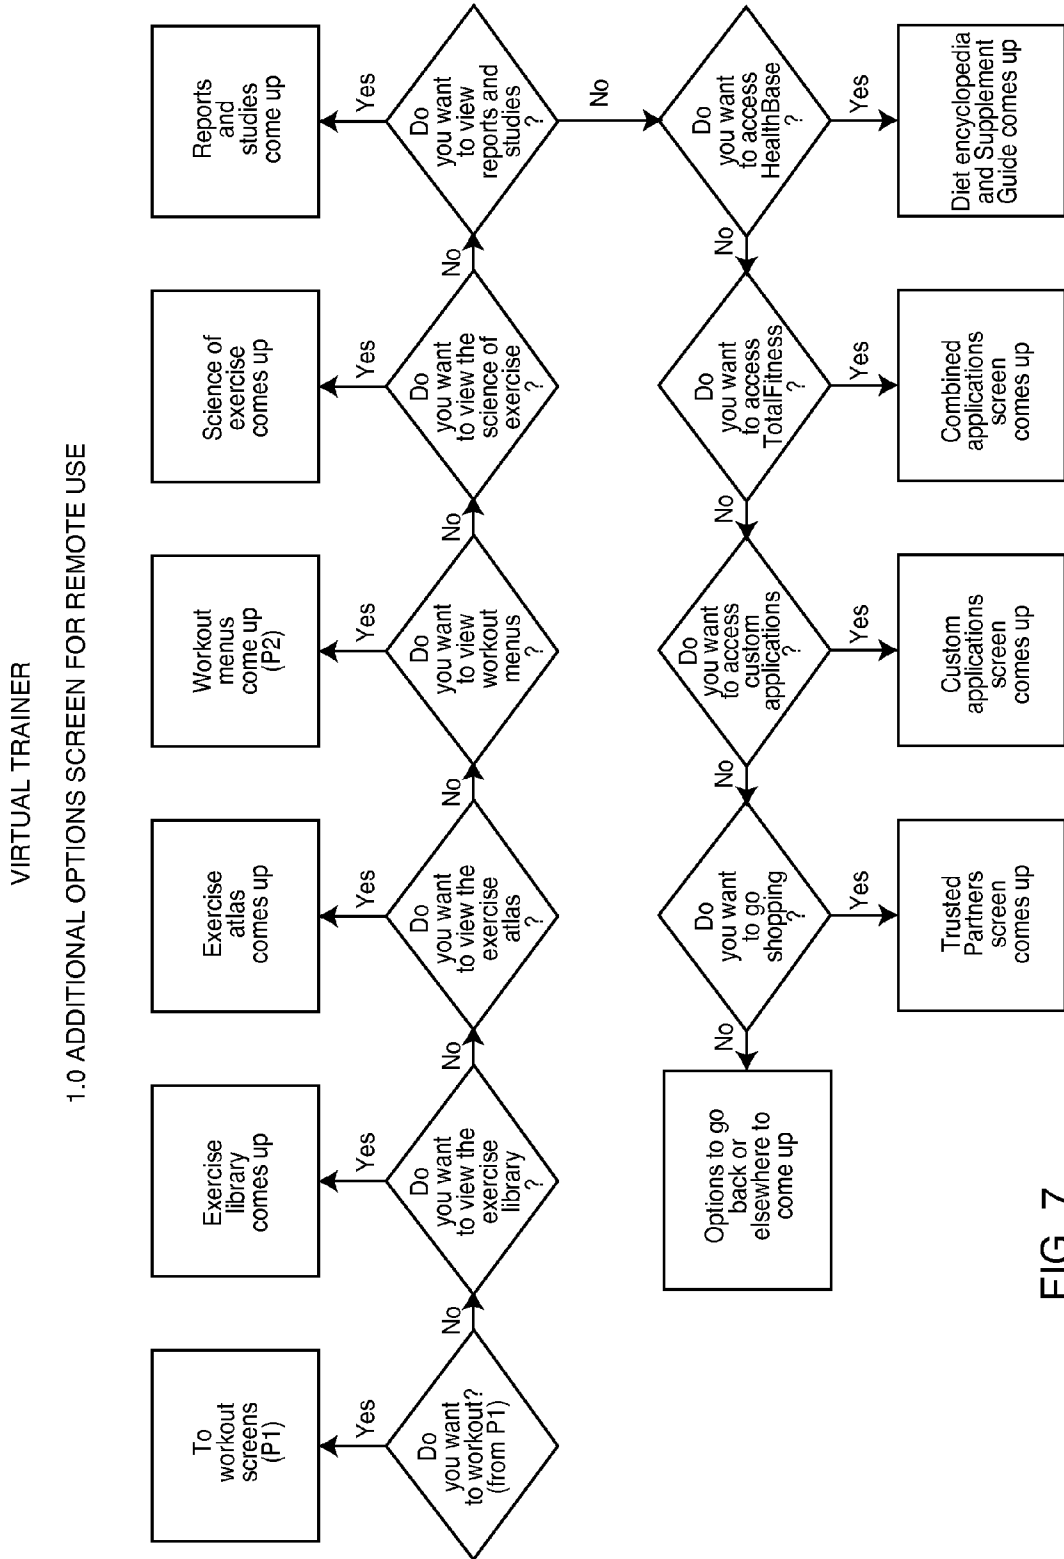 VIRTUAL TRAINER
1.0 ADDITIONAL OPTIONS SCREEN FOR REMOTE USE
To
workout
screens
(P1)
Exercise
library
comes up
Exercise
atlas
comes up
Workout
menus
come up
(P2)
Science of
exercise
comes up
Reports
and
studies
come up
Yes
Yes
Yes
Yes
Yes
Yes
Do
you want
to workout?
(from P1)
No
Do
you want
to view the
exercise
library
?
No
Do
you want
to view the
exercise
atlas
?
No
Do
you want
to view
workout
menus
?
No
Do
you want
to view the
science of
exercise
?
No
Do
you want
to view
reports and
studies
?
No
Options to go
back or
elsewhere to
come up
No
Do
you want
to go
shopping
?
No
Do
you want
to access
custom
applications
?
No
Do
you want
to access
TotalFitness
?
No
Do
you want
to access
HealthBase
?
Yes
Yes
Yes
Yes
Trusted
Partners
screen
comes up
Custom
applications
screen
comes up
Combined
applications
screen
comes up
Diet encyclopedia
and Supplement
Guide comes up
FIG. 7